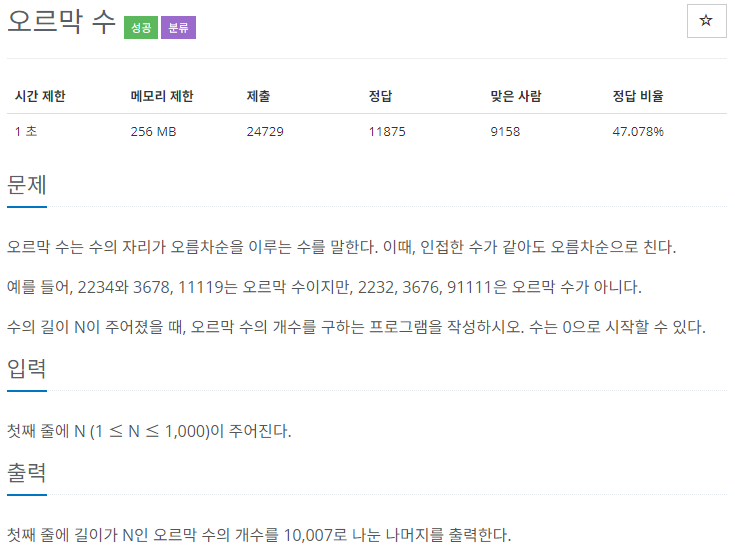 오르막 수 성공 분류
☆
시간 제한 메모리 제한 제출 정답 맞은 사람 정답 비율
1 초 256 MB 24729 11875 9158 47.078%
문제
오르막 수는 수의 자리가 오름차순을 이루는 수를 말한다. 이때, 인접한 수가 같아도 오름차순으로 친다.
예를 들어, 2234와 3678, 11119는 오르막 수이지만, 2232, 3676, 91111은 오르막 수가 아니다.
수의 길이 N이 주어졌을 때, 오르막 수의 개수를 구하는 프로그램을 작성하시오. 수는 0으로 시작할 수 있다.
입력
첫째 줄에 N (1 ≤ N ≤ 1,000)이 주어진다.
출력
첫째 줄에 길이가 N인 오르막 수의 개수를 10,007로 나눈 나머지를 출력한다.